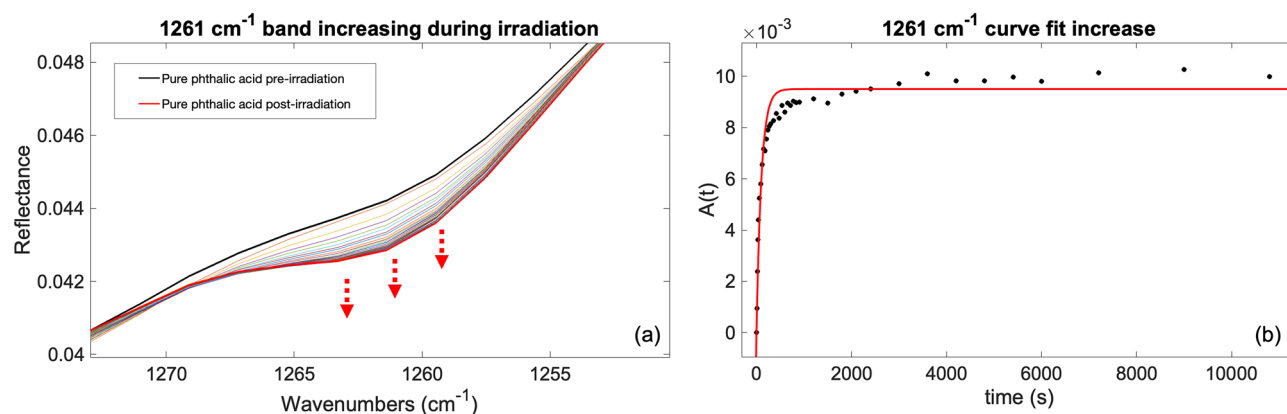 1261 cm⁻¹ band increasing during irradiation
0.048
0.046
0.044
0.042
0.04
Reflectance
Pure phthalic acid pre-irradiation
Pure phthalic acid post-irradiation
(a)
1270
1265
1260
1255
Wavenumbers (cm⁻¹)
1261 cm⁻¹ curve fit increase
×10⁻³
10
8
6
4
2
0
A(t)
(b)
0
2000
4000
6000
8000
10000
time (s)